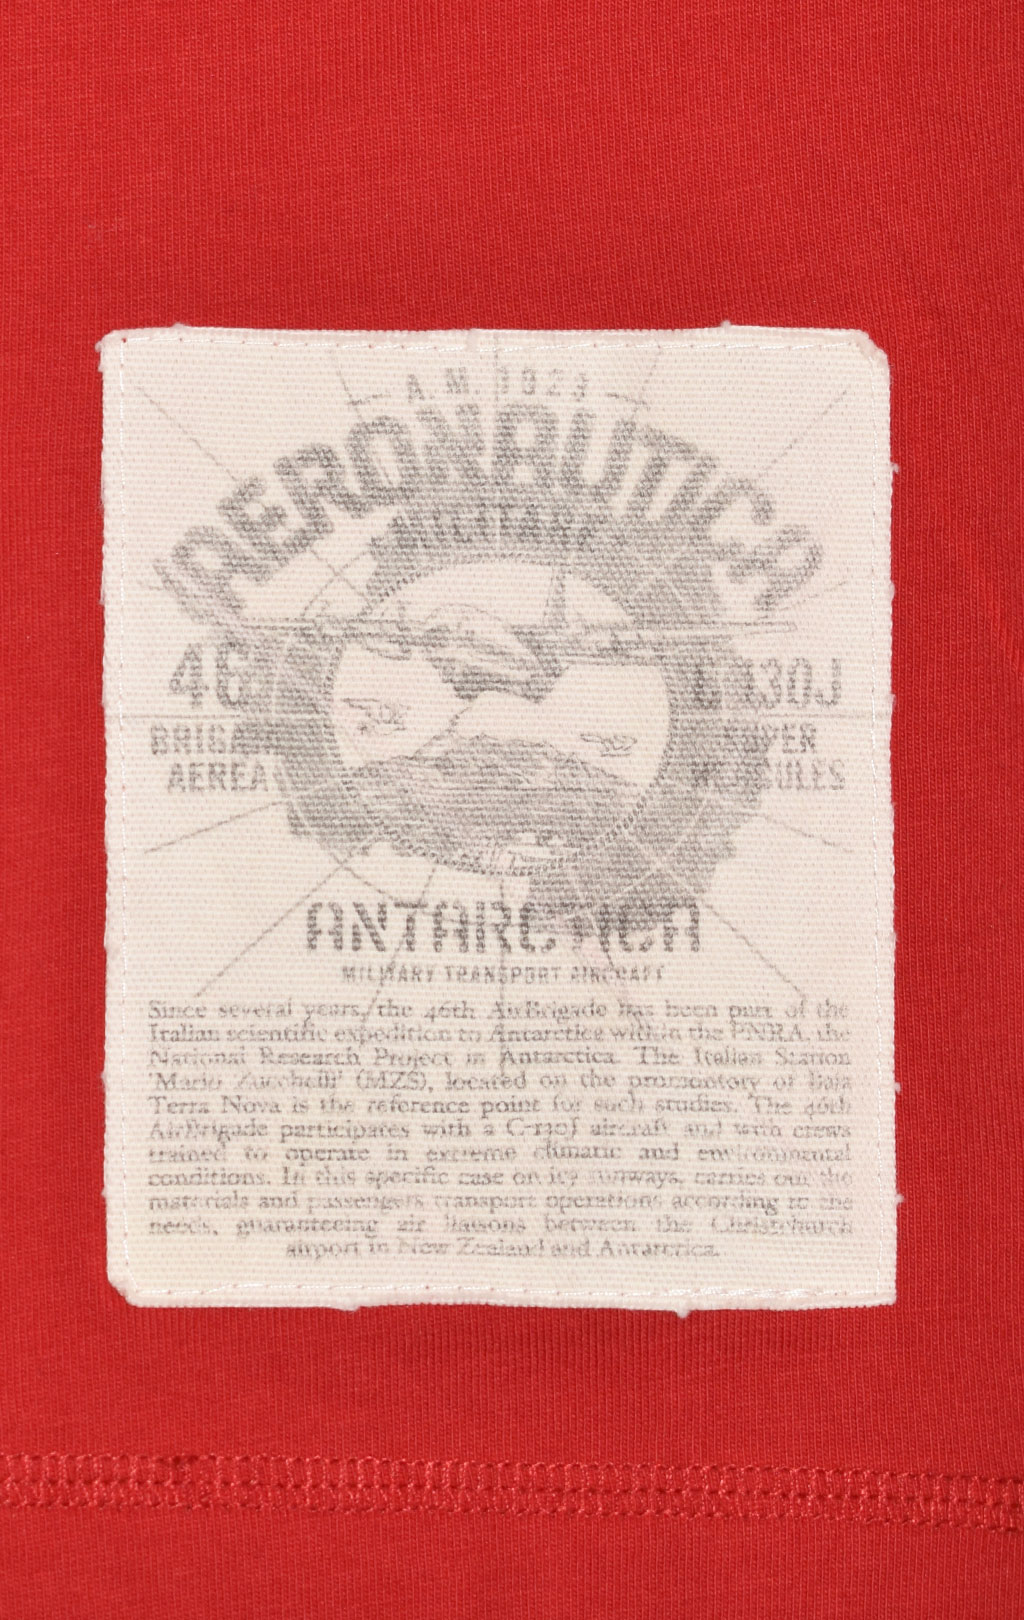 A.M. 1923
AERONAUTICA
MILITARE
46
BRIGATA
AEREA
C-130J
SUPER
HERCULES
ANTARCTICA
MILITARY TRANSPORT AIRCRAFT
Since several years, the 46th AirBrigade has been part of the
Italian scientific expedition to Antarctica within the PNRA, the
National Research Project in Antarctica. The Italian Station
'Mario Zucchelli' (MZS), located on the promontory of Baia
Terra Nova is the reference point for such studies. The 46th
AirBrigade participates with a C-130J aircraft and with crews
trained to operate in extreme climatic and environmental
conditions. In this specific case on icy runways, carries out the
materials and passengers transport operations according to the
needs, guaranteeing air liaisons between the Christchurch
airport in New Zealand and Antarctica.